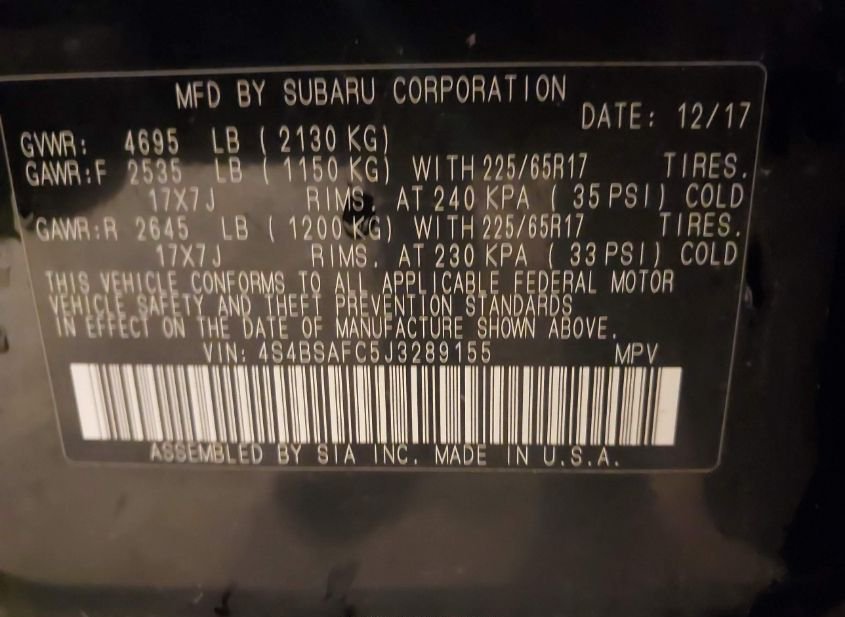 MFD BY SUBARU CORPORATION
DATE: 12/17
GVWR: 4695 LB ( 2130 KG)
GAWR:F 2535 LB ( 1150 KG) WITH 225/65R17 TIRES.
17X7J RIMS. AT 240 KPA ( 35 PSI) COLD
GAWR:R 2645 LB ( 1200 KG) WITH 225/65R17 TIRES.
17X7J RIMS. AT 230 KPA ( 33 PSI) COLD
THIS VEHICLE CONFORMS TO ALL APPLICABLE FEDERAL MOTOR
VEHICLE SAFETY AND THEFT PREVENTION STANDARDS
IN EFFECT ON THE DATE OF MANUFACTURE SHOWN ABOVE.
VIN: 4S4BSAFC5J3289155 MPV
ASSEMBLED BY SIA INC. MADE IN U.S.A.